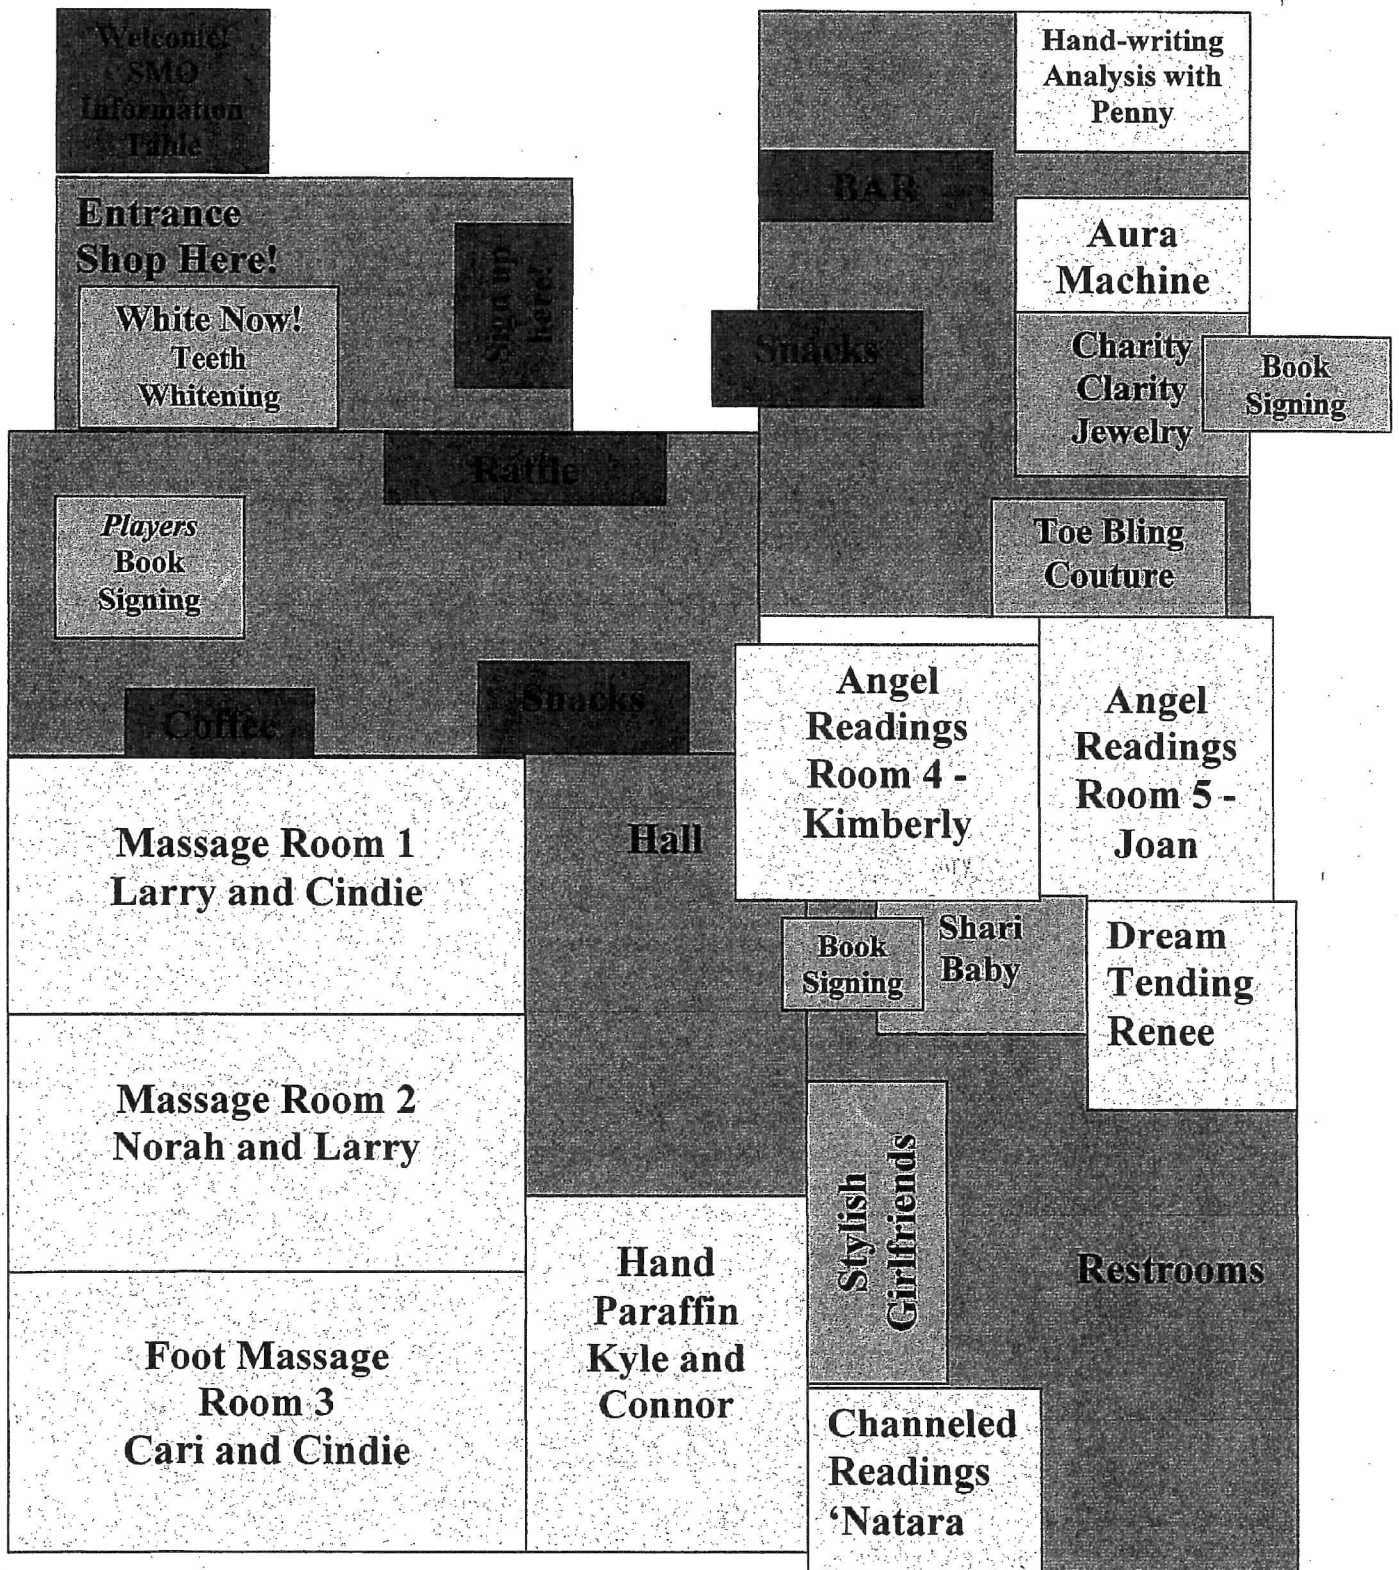 Welcome!
SMO
Information
Table
Entrance
Shop Here!
White Now!
Teeth
Whitening
Sign up
here!
Raffle
Players
Book
Signing
Coffee
Snacks
Hand-writing
Analysis with
Penny
BAR
Aura
Machine
Snacks
Charity
Clarity
Jewelry
Book
Signing
Toe Bling
Couture
Angel
Readings
Room 4 -
Kimberly
Angel
Readings
Room 5 -
Joan
Massage Room 1
Larry and Cindie
Hall
Book
Signing
Shari
Baby
Dream
Tending
Renee
Massage Room 2
Norah and Larry
Stylish
Girlfriends
Restrooms
Foot Massage
Room 3
Cari and Cindie
Hand
Paraffin
Kyle and
Connor
Channeled
Readings
‘Natara